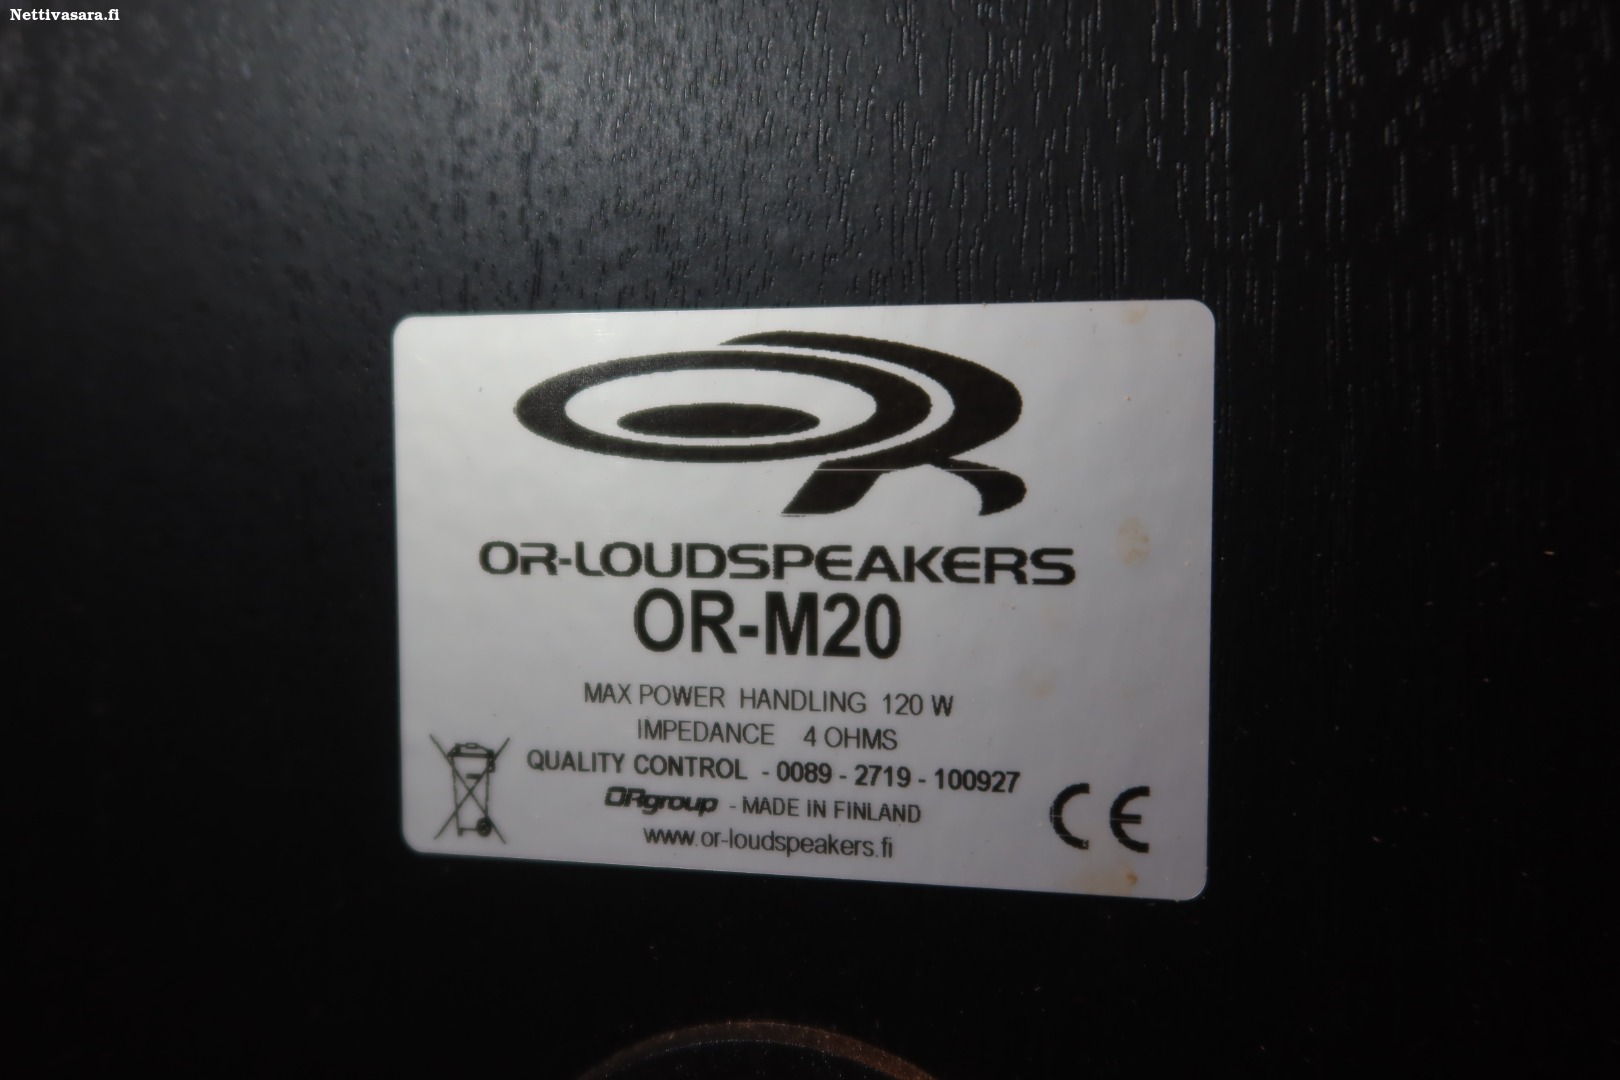 Nettivasara.fi
OR
OR-LOUDSPEAKERS
OR-M20
MAX POWER HANDLING 120 W
IMPEDANCE 4 OHMS
QUALITY CONTROL - 0089 - 2719 - 100927
ORgroup - MADE IN FINLAND
www.or-loudspeakers.fi
CE